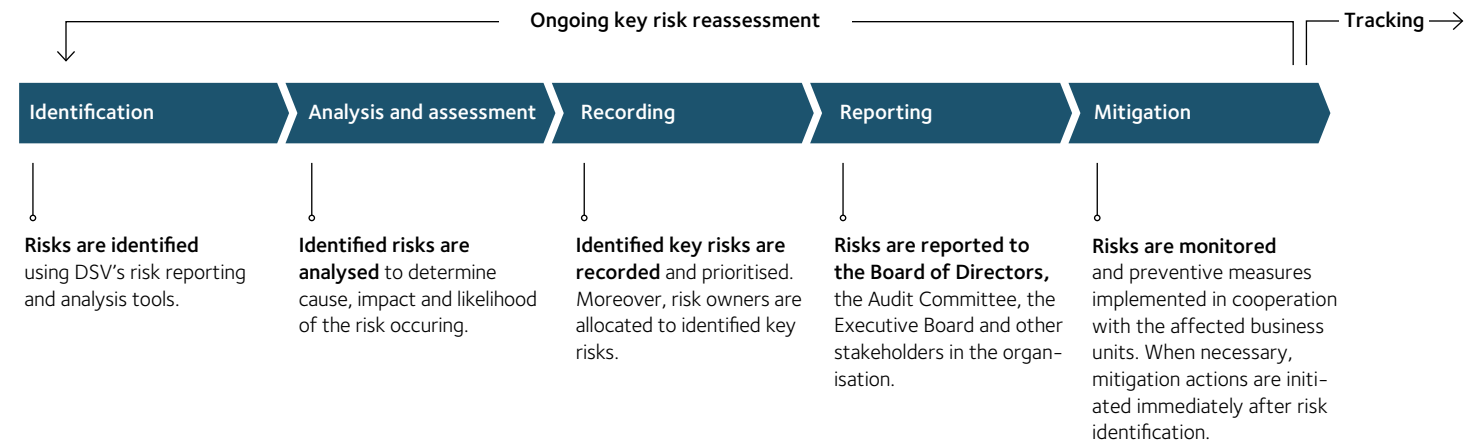 Ongoing key risk reassessment
Tracking
Identification
Analysis and assessment
Recording
Reporting
Mitigation
Risks are identified
using DSV's risk reporting
and analysis tools.
Identified risks are
analysed to determine
cause, impact and likelihood
of the risk occuring.
Identified key risks are
recorded and prioritised.
Moreover, risk owners are
allocated to identified key
risks.
Risks are reported to
the Board of Directors,
the Audit Committee, the
Executive Board and other
stakeholders in the organ-
isation.
Risks are monitored
and preventive measures
implemented in cooperation
with the affected business
units. When necessary,
mitigation actions are initi-
ated immediately after risk
identification.